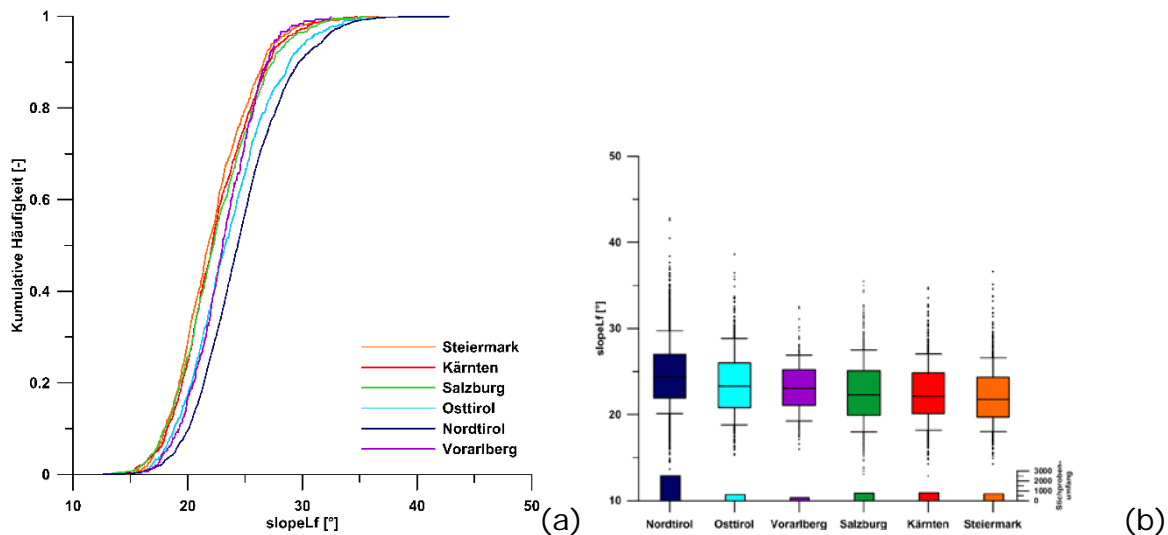 1
0.8
0.6
0.4
0.2
0
Kumulative Häufigkeit [-]
10
20
30
40
50
slopeLf [°]
Steiermark
Kärnten
Salzburg
Osttirol
Nordtirol
Vorarlberg
(a)
50
40
30
20
10
slopeLf [°]
3000
2000
1000
0
Stichproben-
umfang
Nordtirol
Osttirol
Vorarlberg
Salzburg
Kärnten
Steiermark
(b)